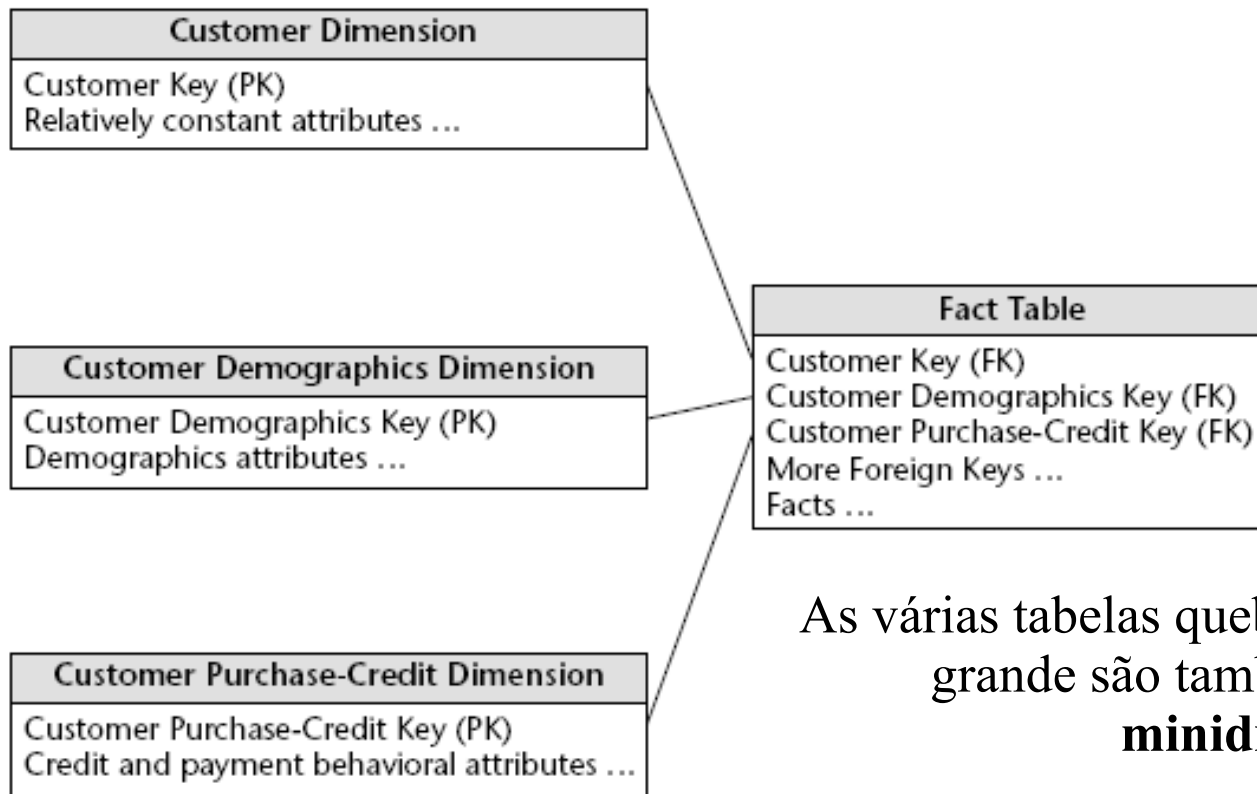 Customer Dimension
Customer Key (PK)
Relatively constant attributes ...
Customer Demographics Dimension
Customer Demographics Key (PK)
Demographics attributes ...
Customer Purchase-Credit Dimension
Customer Purchase-Credit Key (PK)
Credit and payment behavioral attributes ...
Fact Table
Customer Key (FK)
Customer Demographics Key (FK)
Customer Purchase-Credit Key (FK)
More Foreign Keys ...
Facts ...
As várias tabelas
grande são